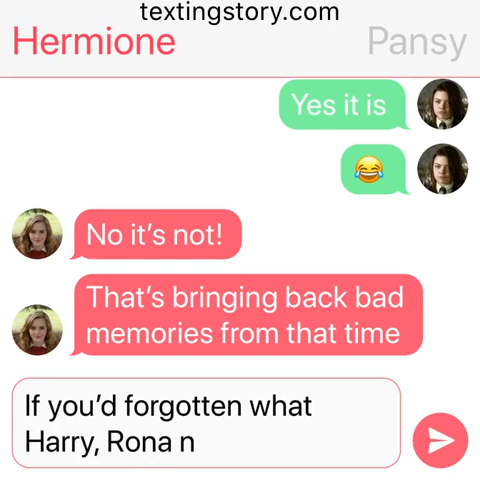 textingstory.com
Hermione Pansy
Yes it is
😂
No it's not!
That's bringing back bad
memories from that time
If you'd forgotten what
Harry, Rona n